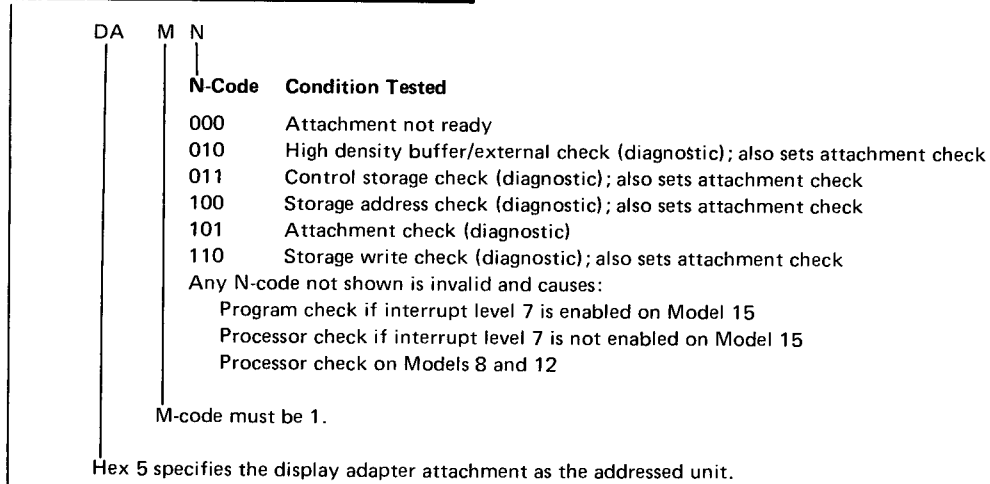 DA M N
N-Code Condition Tested
000 Attachment not ready
010 High density buffer/external check (diagnostic); also sets attachment check
011 Control storage check (diagnostic); also sets attachment check
100 Storage address check (diagnostic); also sets attachment check
101 Attachment check (diagnostic)
110 Storage write check (diagnostic); also sets attachment check
Any N-code not shown is invalid and causes:
Program check if interrupt level 7 is enabled on Model 15
Processor check if interrupt level 7 is not enabled on Model 15
Processor check on Models 8 and 12
M-code must be 1.
Hex 5 specifies the display adapter attachment as the addressed unit.